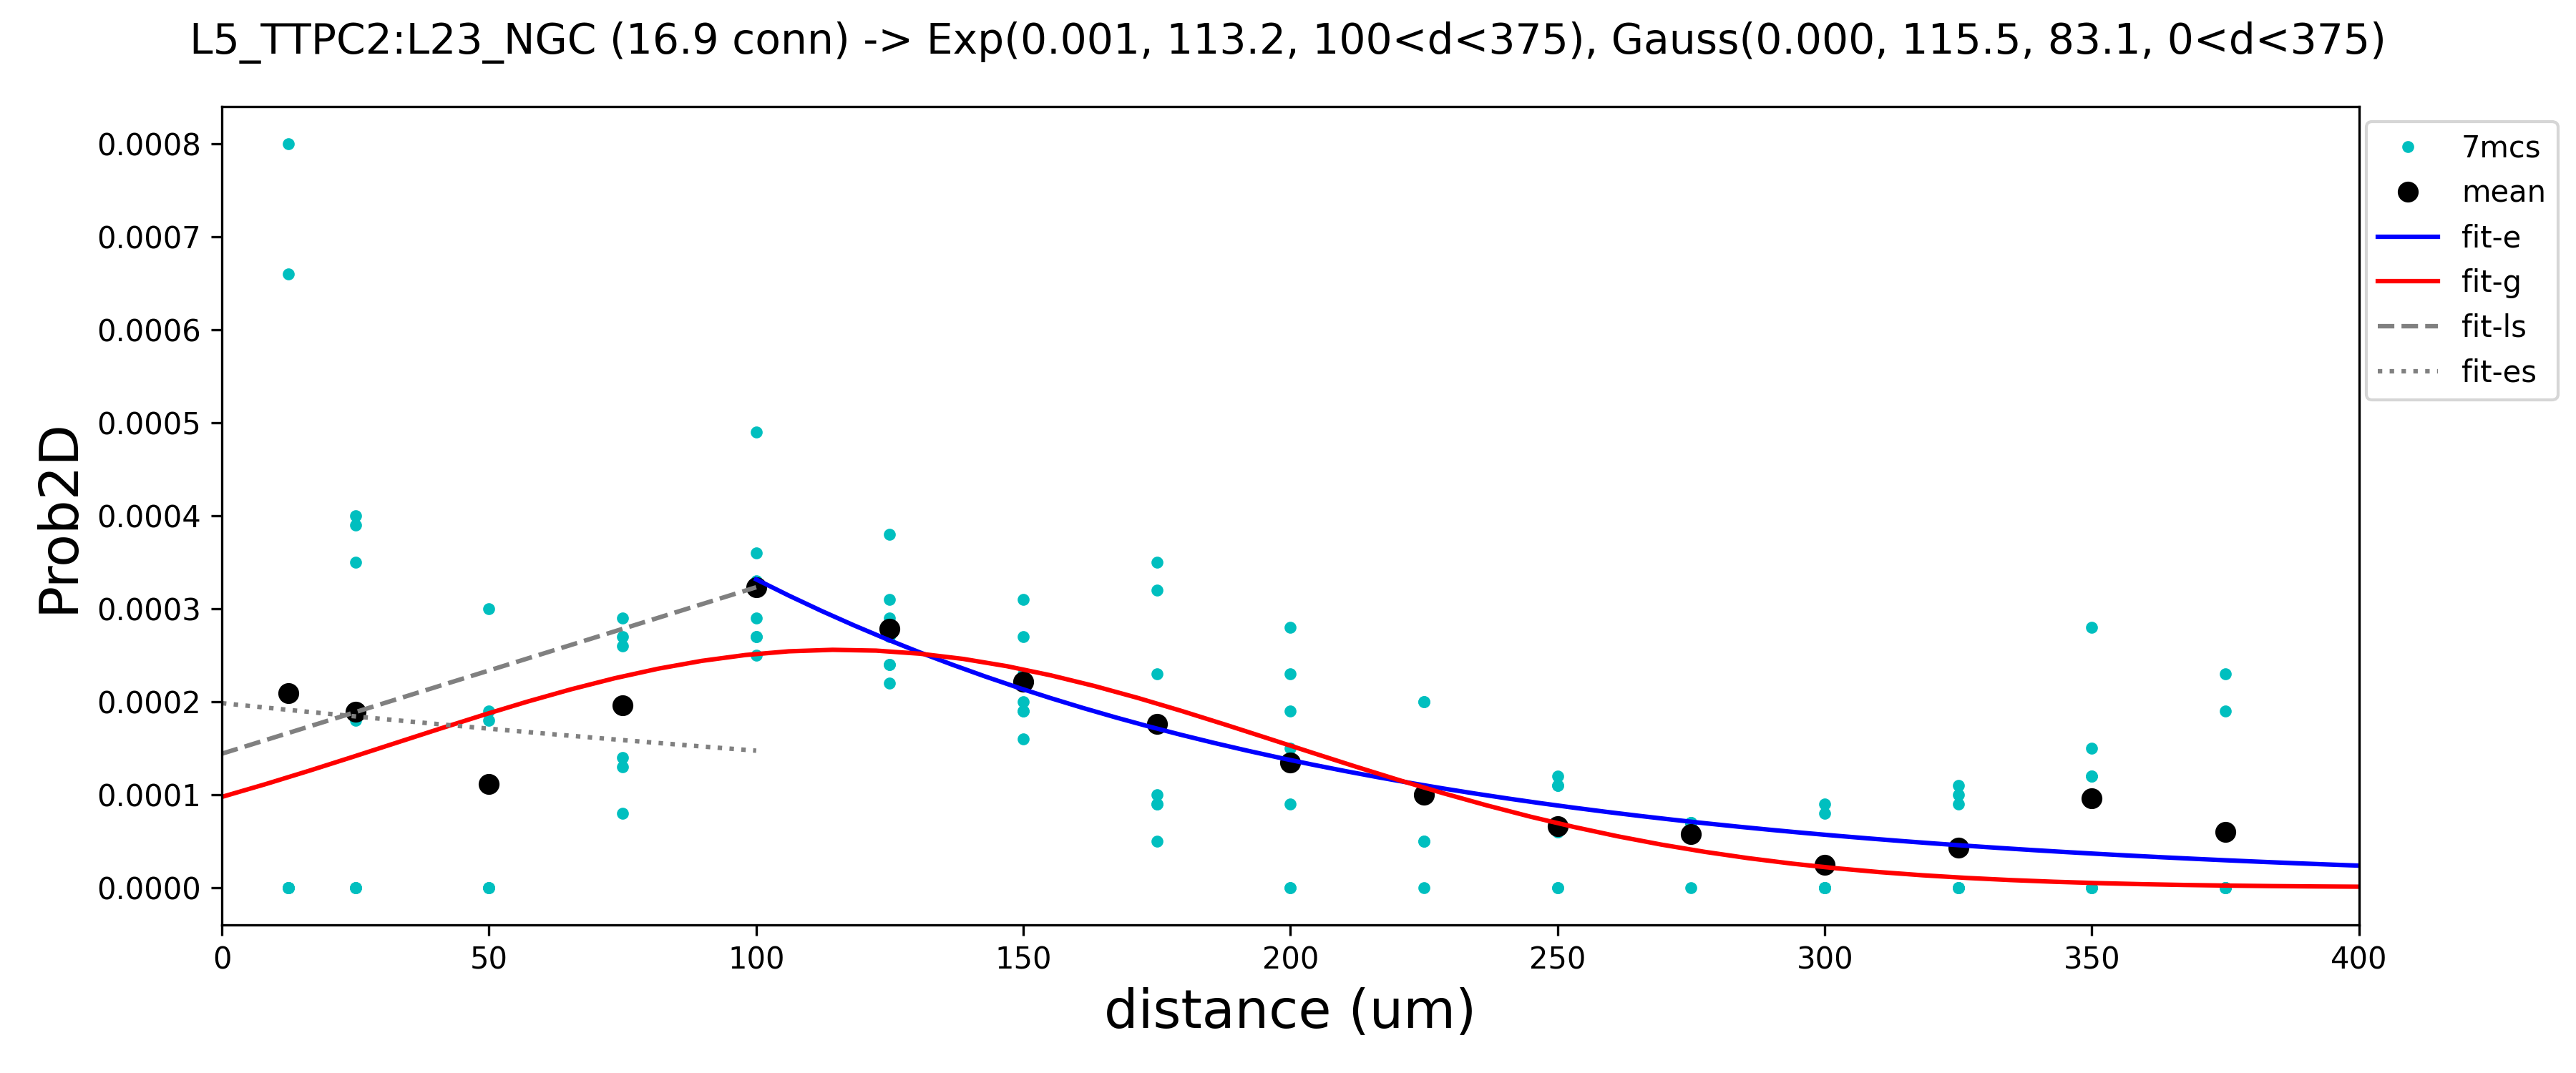 L5_TTPC2:L23_NGC (16.9 conn) -> Exp(0.001, 113.2, 100<d<375), Gauss(0.000, 115.5, 83.1, 0<d<375)
Prob2D
0.0008
0.0007
0.0006
0.0005
0.0004
0.0003
0.0002
0.0001
0.0000
0 50 100 150 200 250 300 350 400
distance (um)
7mcs
mean
fit-e
fit-g
fit-ls
fit-es